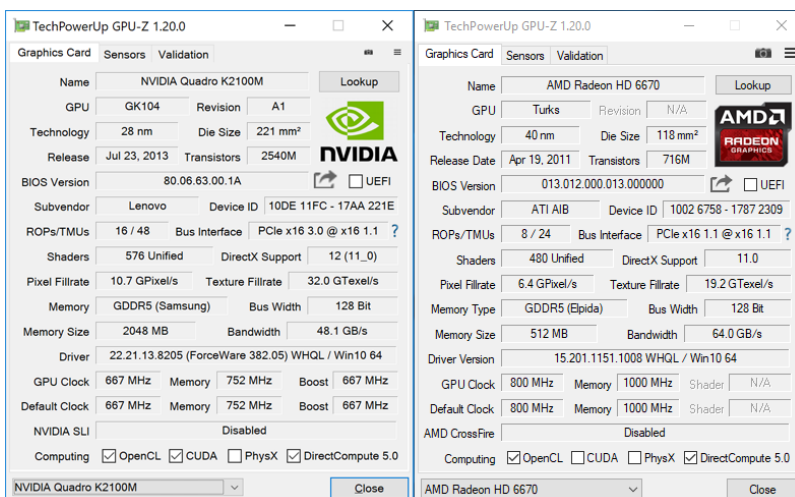 TechPowerUp GPU-Z 1.20.0
Graphics Card Sensors Validation
Name NVIDIA Quadro K2100M Lookup
GPU GK104 Revision A1
Technology 28 nm Die Size 221 mm²
Release Jul 23, 2013 Transistors 2540M
NVIDIA
BIOS Version 80.06.63.00.1A UEFI
Subvendor Lenovo Device ID 10DE 11FC - 17AA 221E
ROPs/TMUs 16 / 48 Bus Interface PCIe x16 3.0 @ x16 1.1 ?
Shaders 576 Unified DirectX Support 12 (11_0)
Pixel Fillrate 10.7 GPixel/s Texture Fillrate 32.0 GTexel/s
Memory GDDR5 (Samsung) Bus Width 128 Bit
Memory Size 2048 MB Bandwidth 48.1 GB/s
Driver 22.21.13.8205 (ForceWare 382.05) WHQL / Win10 64
GPU Clock 667 MHz Memory 752 MHz Boost 667 MHz
Default Clock 667 MHz Memory 752 MHz Boost 667 MHz
NVIDIA SLI Disabled
Computing OpenCL CUDA PhysX DirectCompute 5.0
NVIDIA Quadro K2100M Close
TechPowerUp GPU-Z 1.20.0
Graphics Card Sensors Validation
Name AMD Radeon HD 6670 Lookup
GPU Turks Revision N/A
AMD
Technology 40 nm Die Size 118 mm²
RADEON
GRAPHICS
Release Date Apr 19, 2011 Transistors 716M
BIOS Version 013.012.000.013.000000 UEFI
Subvendor ATI AIB Device ID 1002 6758 - 1787 2309
ROPs/TMUs 8 / 24 Bus Interface PCIe x16 1.1 @ x16 1.1 ?
Shaders 480 Unified DirectX Support 11.0
Pixel Fillrate 6.4 GPixel/s Texture Fillrate 19.2 GTexel/s
Memory Type GDDR5 (Elpida) Bus Width 128 Bit
Memory Size 512 MB Bandwidth 64.0 GB/s
Driver Version 15.201.1151.1008 WHQL / Win10 64
GPU Clock 800 MHz Memory 1000 MHz Shader N/A
Default Clock 800 MHz Memory 1000 MHz Shader N/A
AMD CrossFire Disabled
Computing OpenCL CUDA PhysX DirectCompute 5.0
AMD Radeon HD 6670 Close